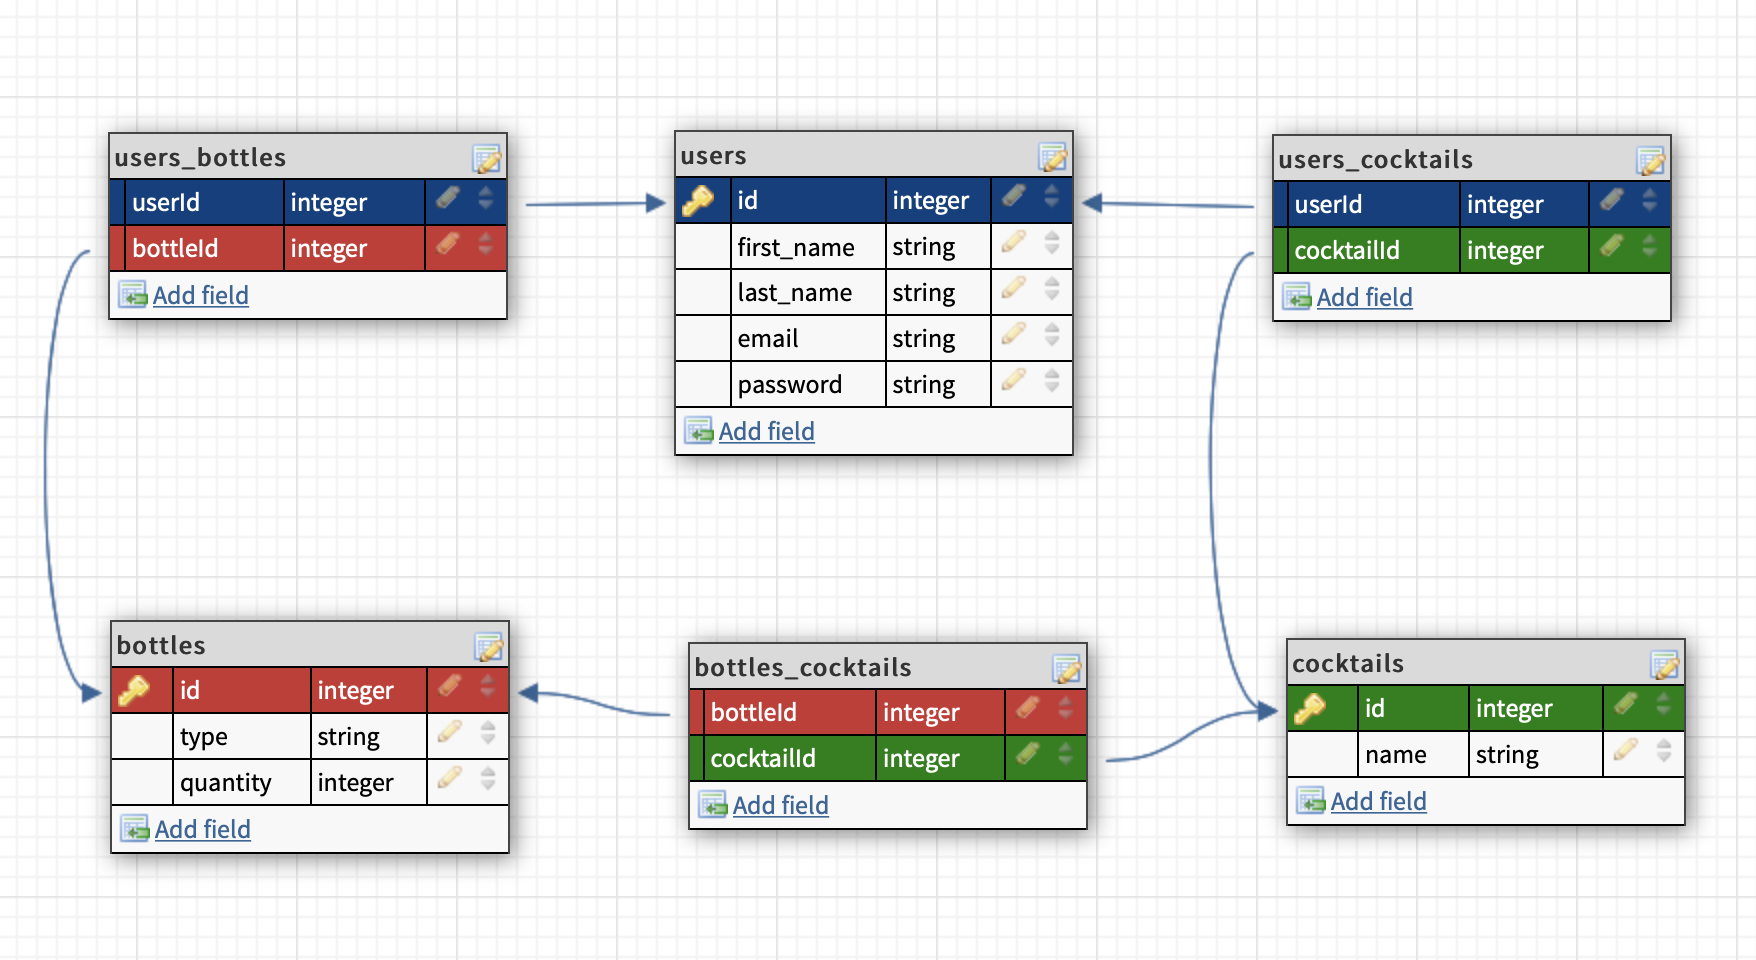 users_bottles
userId integer
bottleId integer
Add field
users
id integer
first_name string
last_name string
email string
password string
Add field
users_cocktails
userId integer
cocktailId integer
Add field
bottles
id integer
type string
quantity integer
Add field
bottles_cocktails
bottleId integer
cocktailId integer
Add field
cocktails
id integer
name string
Add field